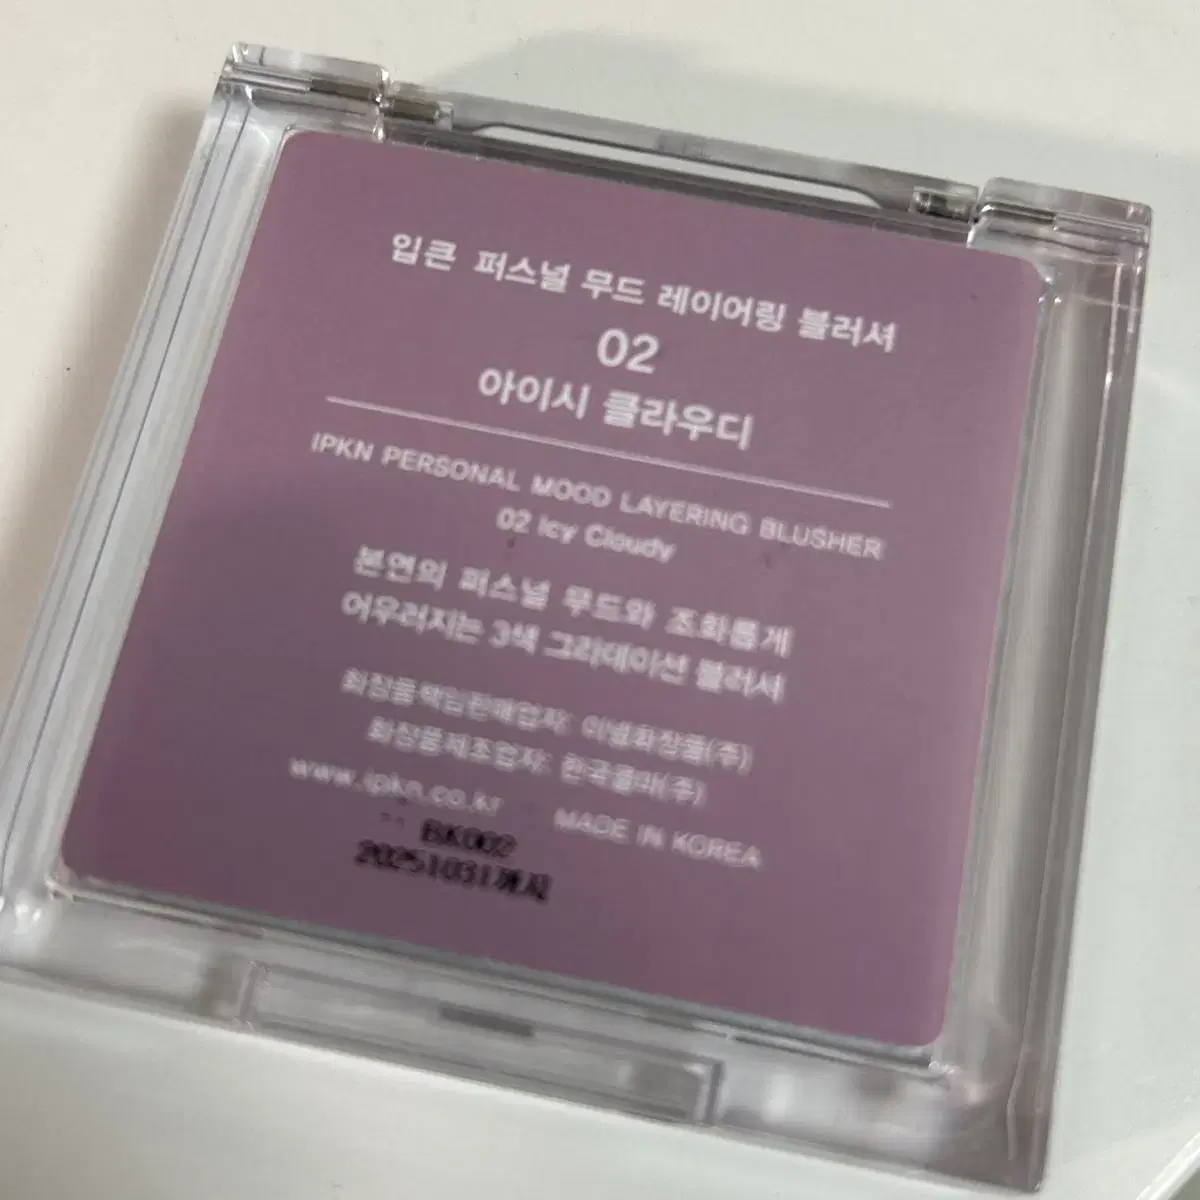 입큰 퍼스널 무드 레이어링 블러셔
02
아이시 클라우디
IPKN PERSONAL MOOD LAYERING BLUSHER
02 Icy Cloudy
본연의 퍼스널 무드와 조화롭게
어우러지는 3색 그라데이션 블러셔
화장품책임판매업자: 이넬화장품(주)
화장품제조업자: 한국콜마(주)
www.ipkn.co.kr MADE IN KOREA
BK002
20251031까지